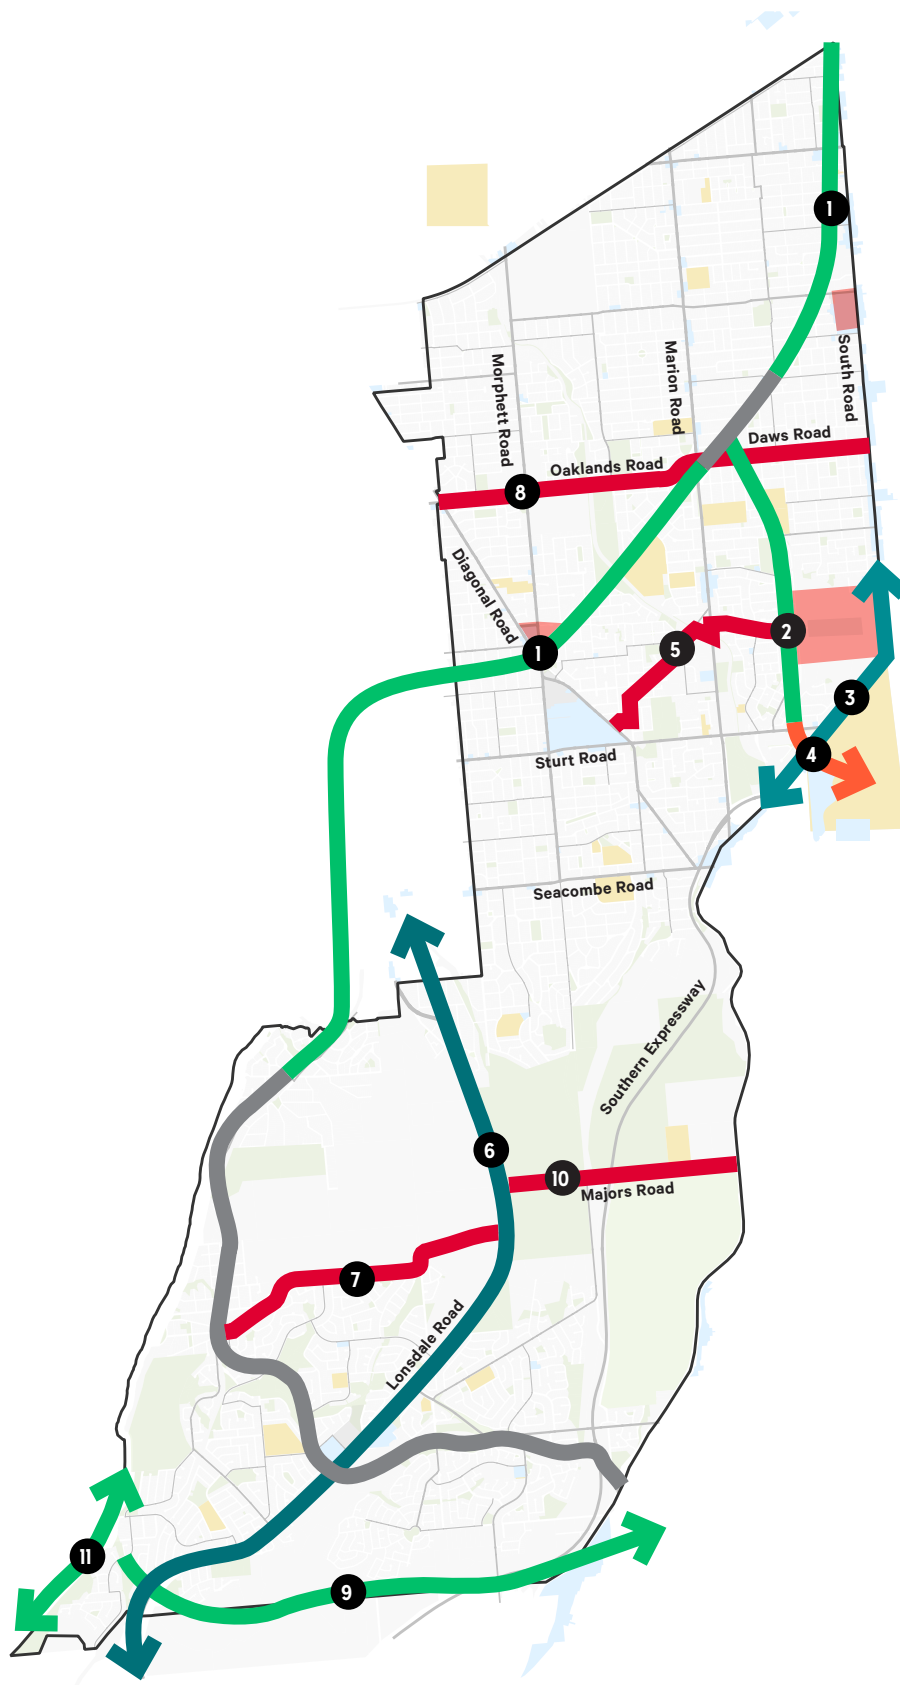 1
South Road
Morphett Road
Marion Road
Daws Road
Oaklands Road
8
Diagonal Road
2
5
1
3
4
Sturt Road
Seacombe Road
Southern Expressway
6
10
Majors Road
7
Lonsdale Road
11
9